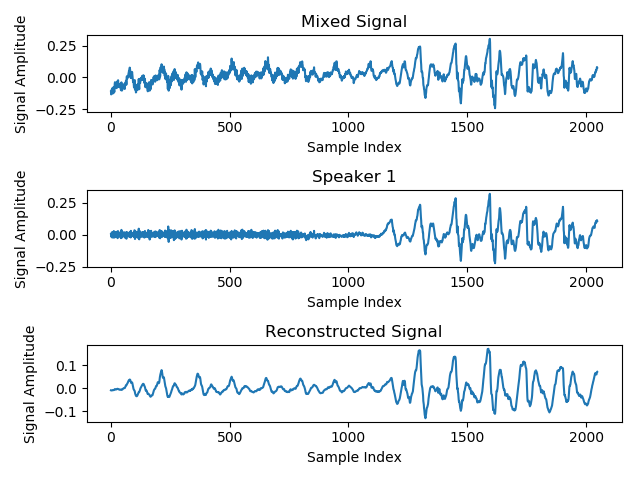 Mixed Signal
Signal Amplitude
0.25
0.00
−0.25
0 500 1000 1500 2000
Sample Index
Speaker 1
Signal Amplitude
0.25
0.00
−0.25
0 500 1000 1500 2000
Sample Index
Reconstructed Signal
Signal Amplitude
0.1
0.0
−0.1
0 500 1000 1500 2000
Sample Index